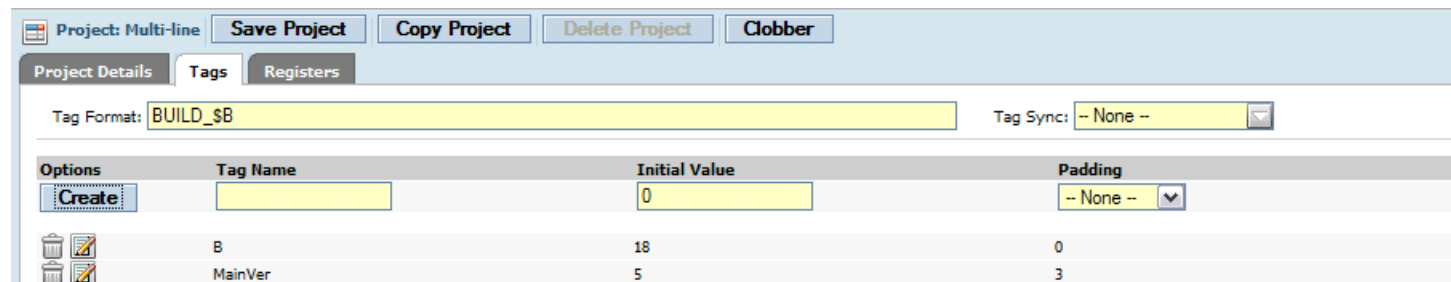 Project: Multi-line Save Project Copy Project Delete Project Clobber
Project Details Tags Registers
Tag Format: BUILD_$B Tag Sync: -- None --
Options Tag Name Initial Value Padding
Create 0 -- None --
B 18 0
MainVer 5 3